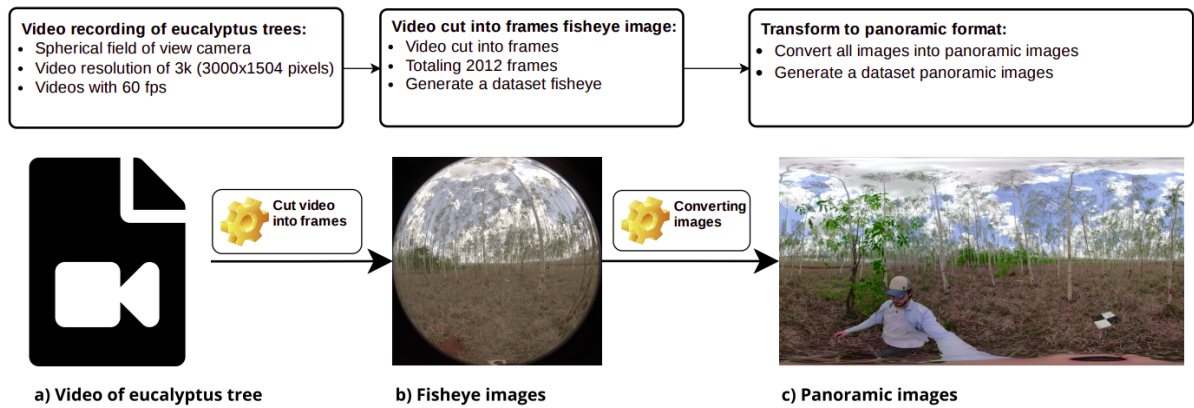 Video recording of eucalyptus trees:
• Spherical field of view camera
• Video resolution of 3k (3000x1504 pixels)
• Videos with 60 fps
Video cut into frames fisheye image:
• Video cut into frames
• Totaling 2012 frames
• Generate a dataset fisheye
Transform to panoramic format:
• Convert all images into panoramic images
• Generate a dataset panoramic images
Cut video
into frames
Converting
images
a) Video of eucalyptus tree
b) Fisheye images
c) Panoramic images